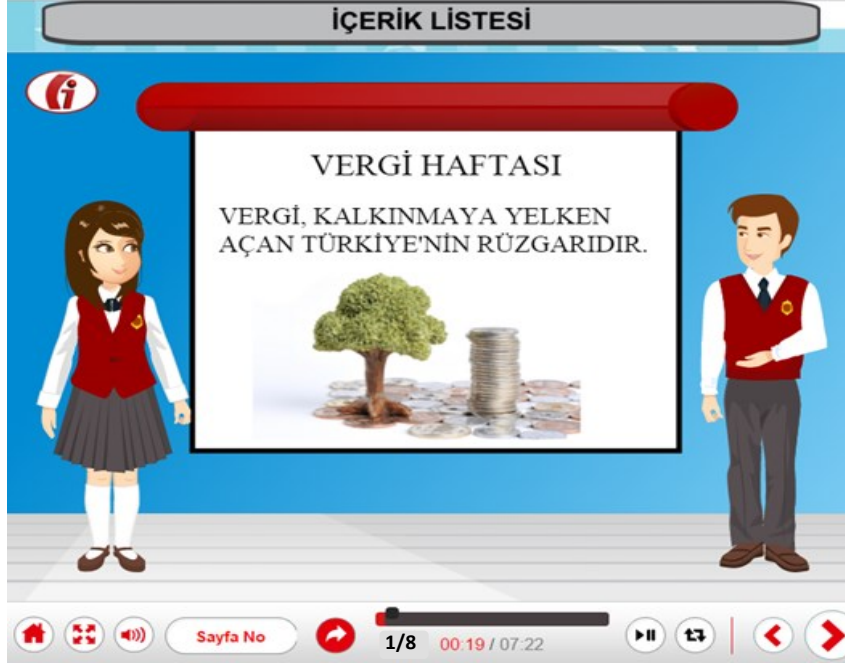 İÇERİK LİSTESİ
VERGİ HAFTASI
VERGİ, KALKINMAYA YELKEN
AÇAN TÜRKİYE'NİN RÜZGARIDIR.
Sayfa No
1/8
00:19 / 07:22